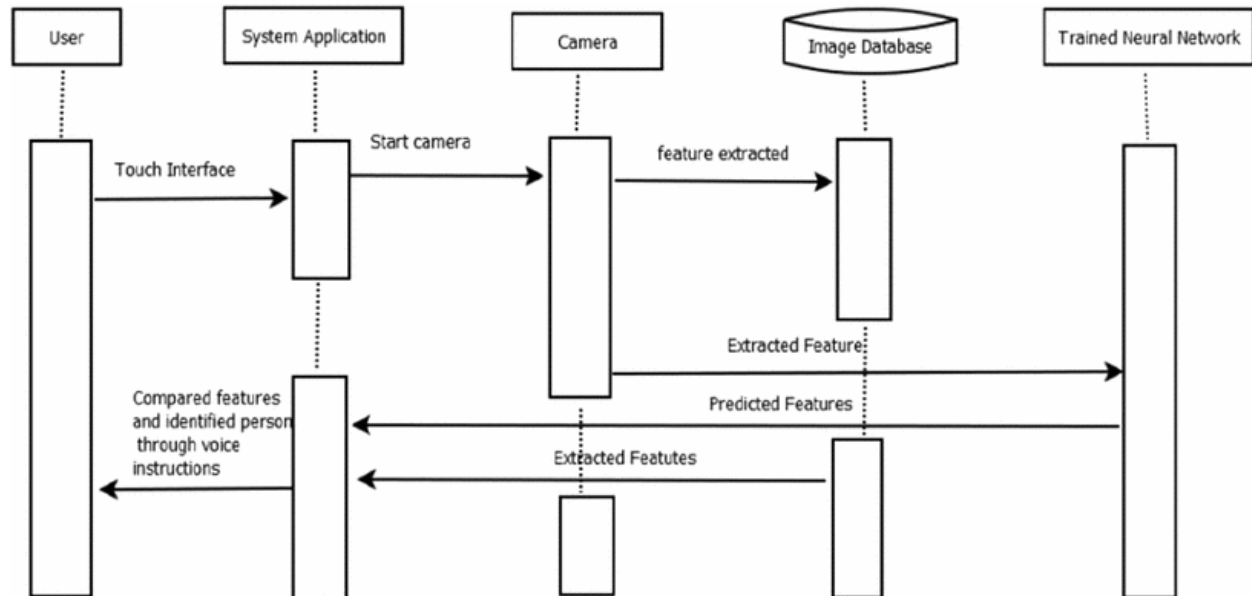 User
System Application
Camera
Image Database
Trained Neural Network
Touch Interface
Start camera
feature extracted
Extracted Feature
Predicted Features
Compared features
and identified person
through voice
instructions
Extracted Featutes